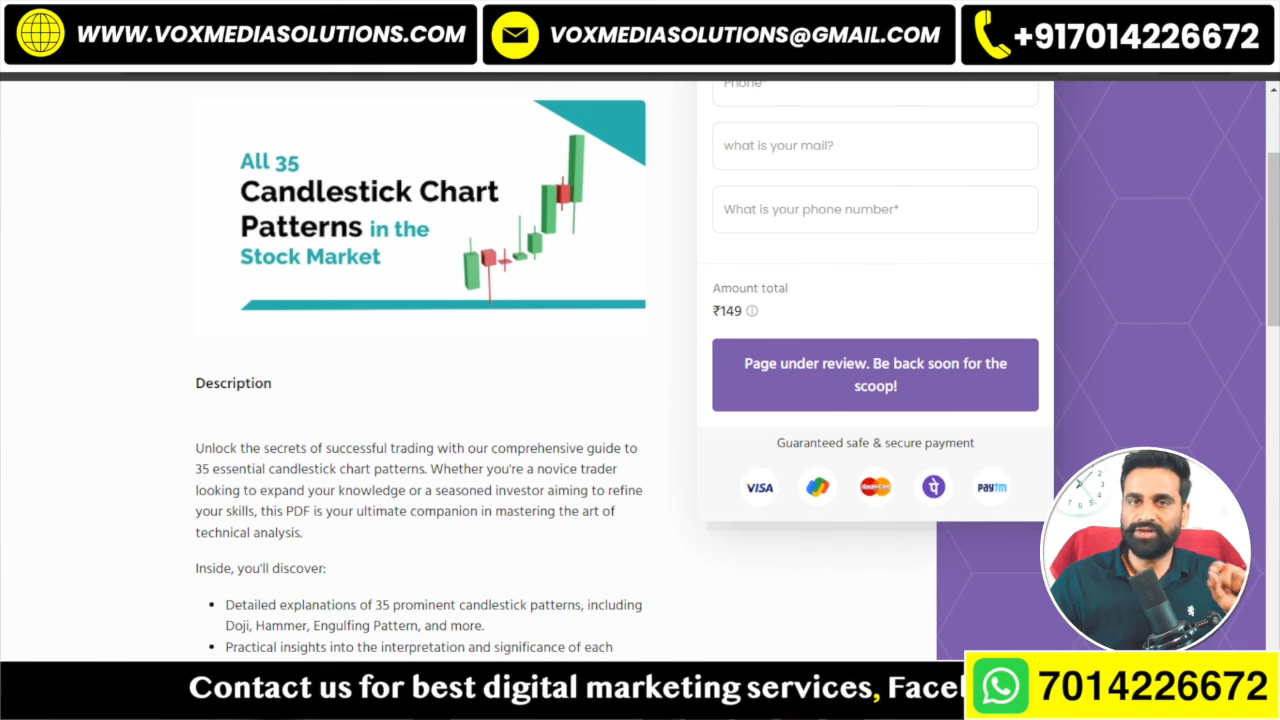 WWW.VOXMEDIASOLUTIONS.COM
VOXMEDIASOLUTIONS@GMAIL.COM
+917014226672
Phone*
All 35
Candlestick Chart
Patterns in the
Stock Market
what is your mail?
What is your phone number*
Amount total
₹149
Page under review. Be back soon for the
scoop!
Guaranteed safe & secure payment
VISA
MasterCard
पे
paytm
Description
Unlock the secrets of successful trading with our comprehensive guide to
35 essential candlestick chart patterns. Whether you're a novice trader
looking to expand your knowledge or a seasoned investor aiming to refine
your skills, this PDF is your ultimate companion in mastering the art of
technical analysis.
Inside, you'll discover:
Detailed explanations of 35 prominent candlestick patterns, including
Doji, Hammer, Engulfing Pattern, and more.
Practical insights into the interpretation and significance of each
Contact us for best digital marketing services, Facel
7014226672